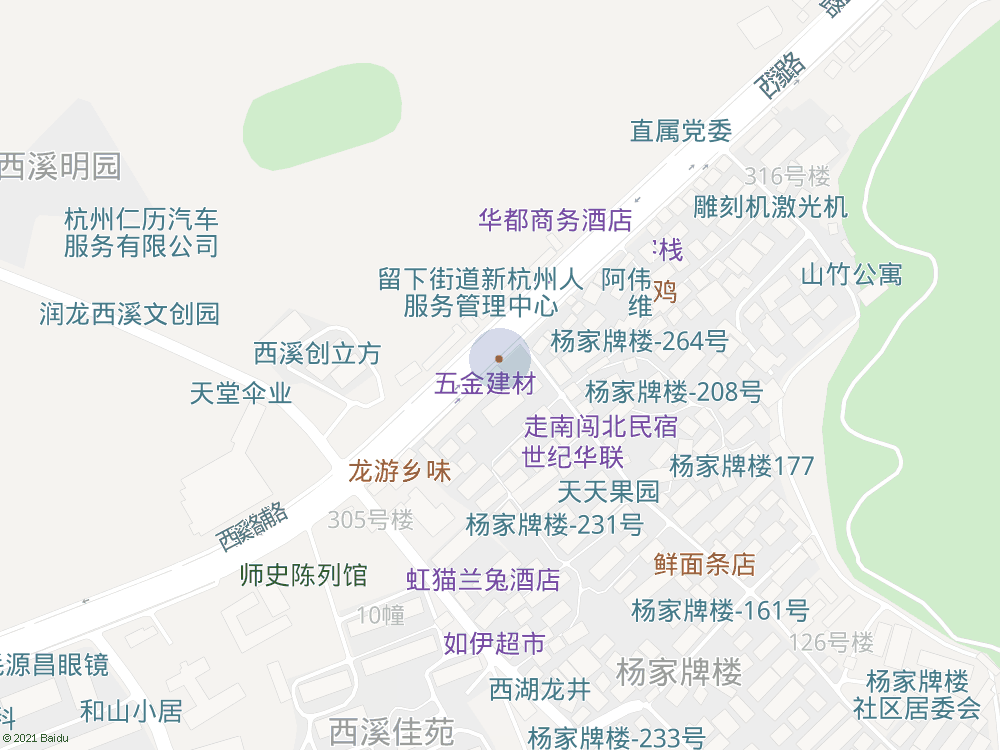 西溪路
直属党委
西溪明园
316号楼
杭州仁历汽车
服务有限公司
华都商务酒店
雕刻机激光机
栈
留下街道新杭州人
服务管理中心
阿伟
维
鸡
山竹公寓
润龙西溪文创园
西溪创立方
杨家牌楼-264号
天堂伞业
五金建材
杨家牌楼-208号
走南闯北民宿
世纪华联
杨家牌楼177
龙游乡味
天天果园
305号楼
杨家牌楼-231号
西溪路辅路
师史陈列馆
虹猫兰兔酒店
鲜面条店
10幢
杨家牌楼-161号
如伊超市
126号楼
源昌眼镜
杨家牌楼
西湖龙井
杨家牌楼
社区居委会
和山小居
科
西溪佳苑
杨家牌楼-233号
© 2021 Baidu